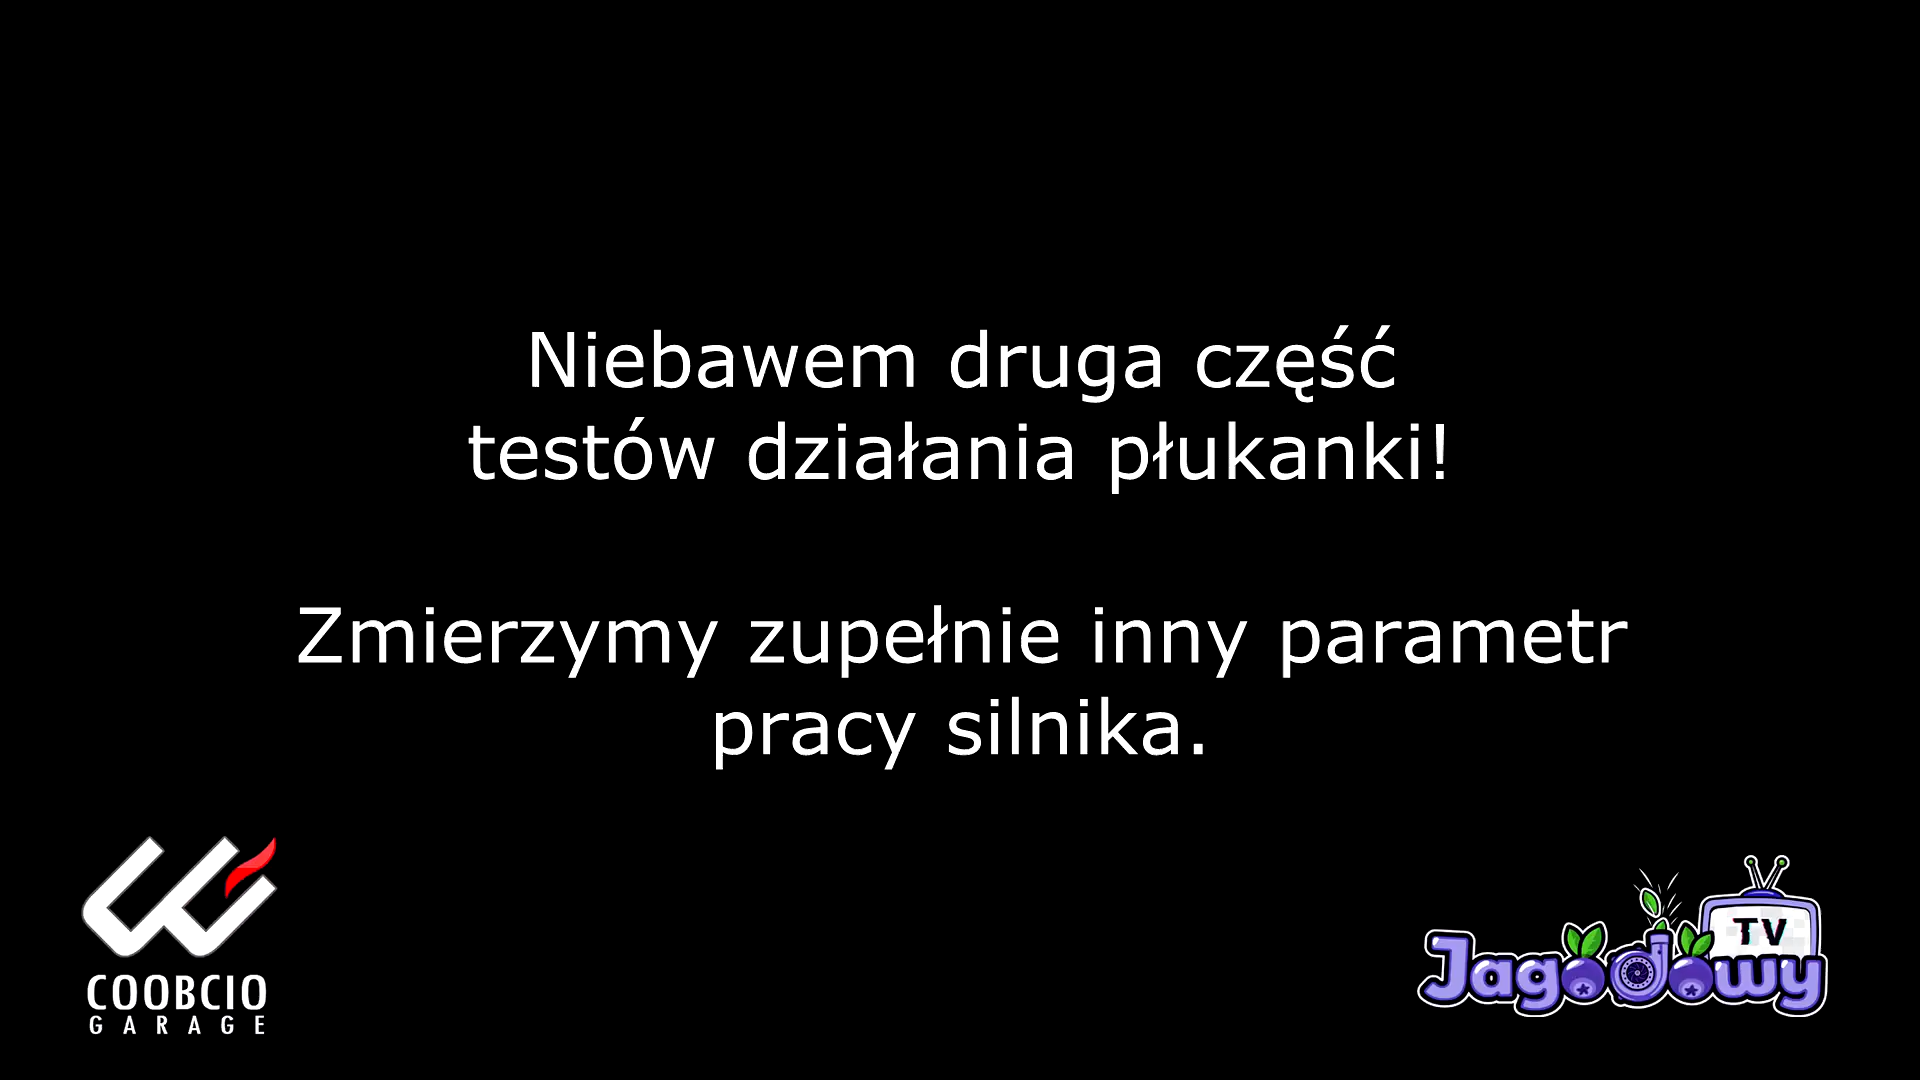 Niebawem druga część
testów działania płukanki!
Zmierzymy zupełnie inny parametr
pracy silnika.
COOBCIO
GARAGE
TV
Jagodowy